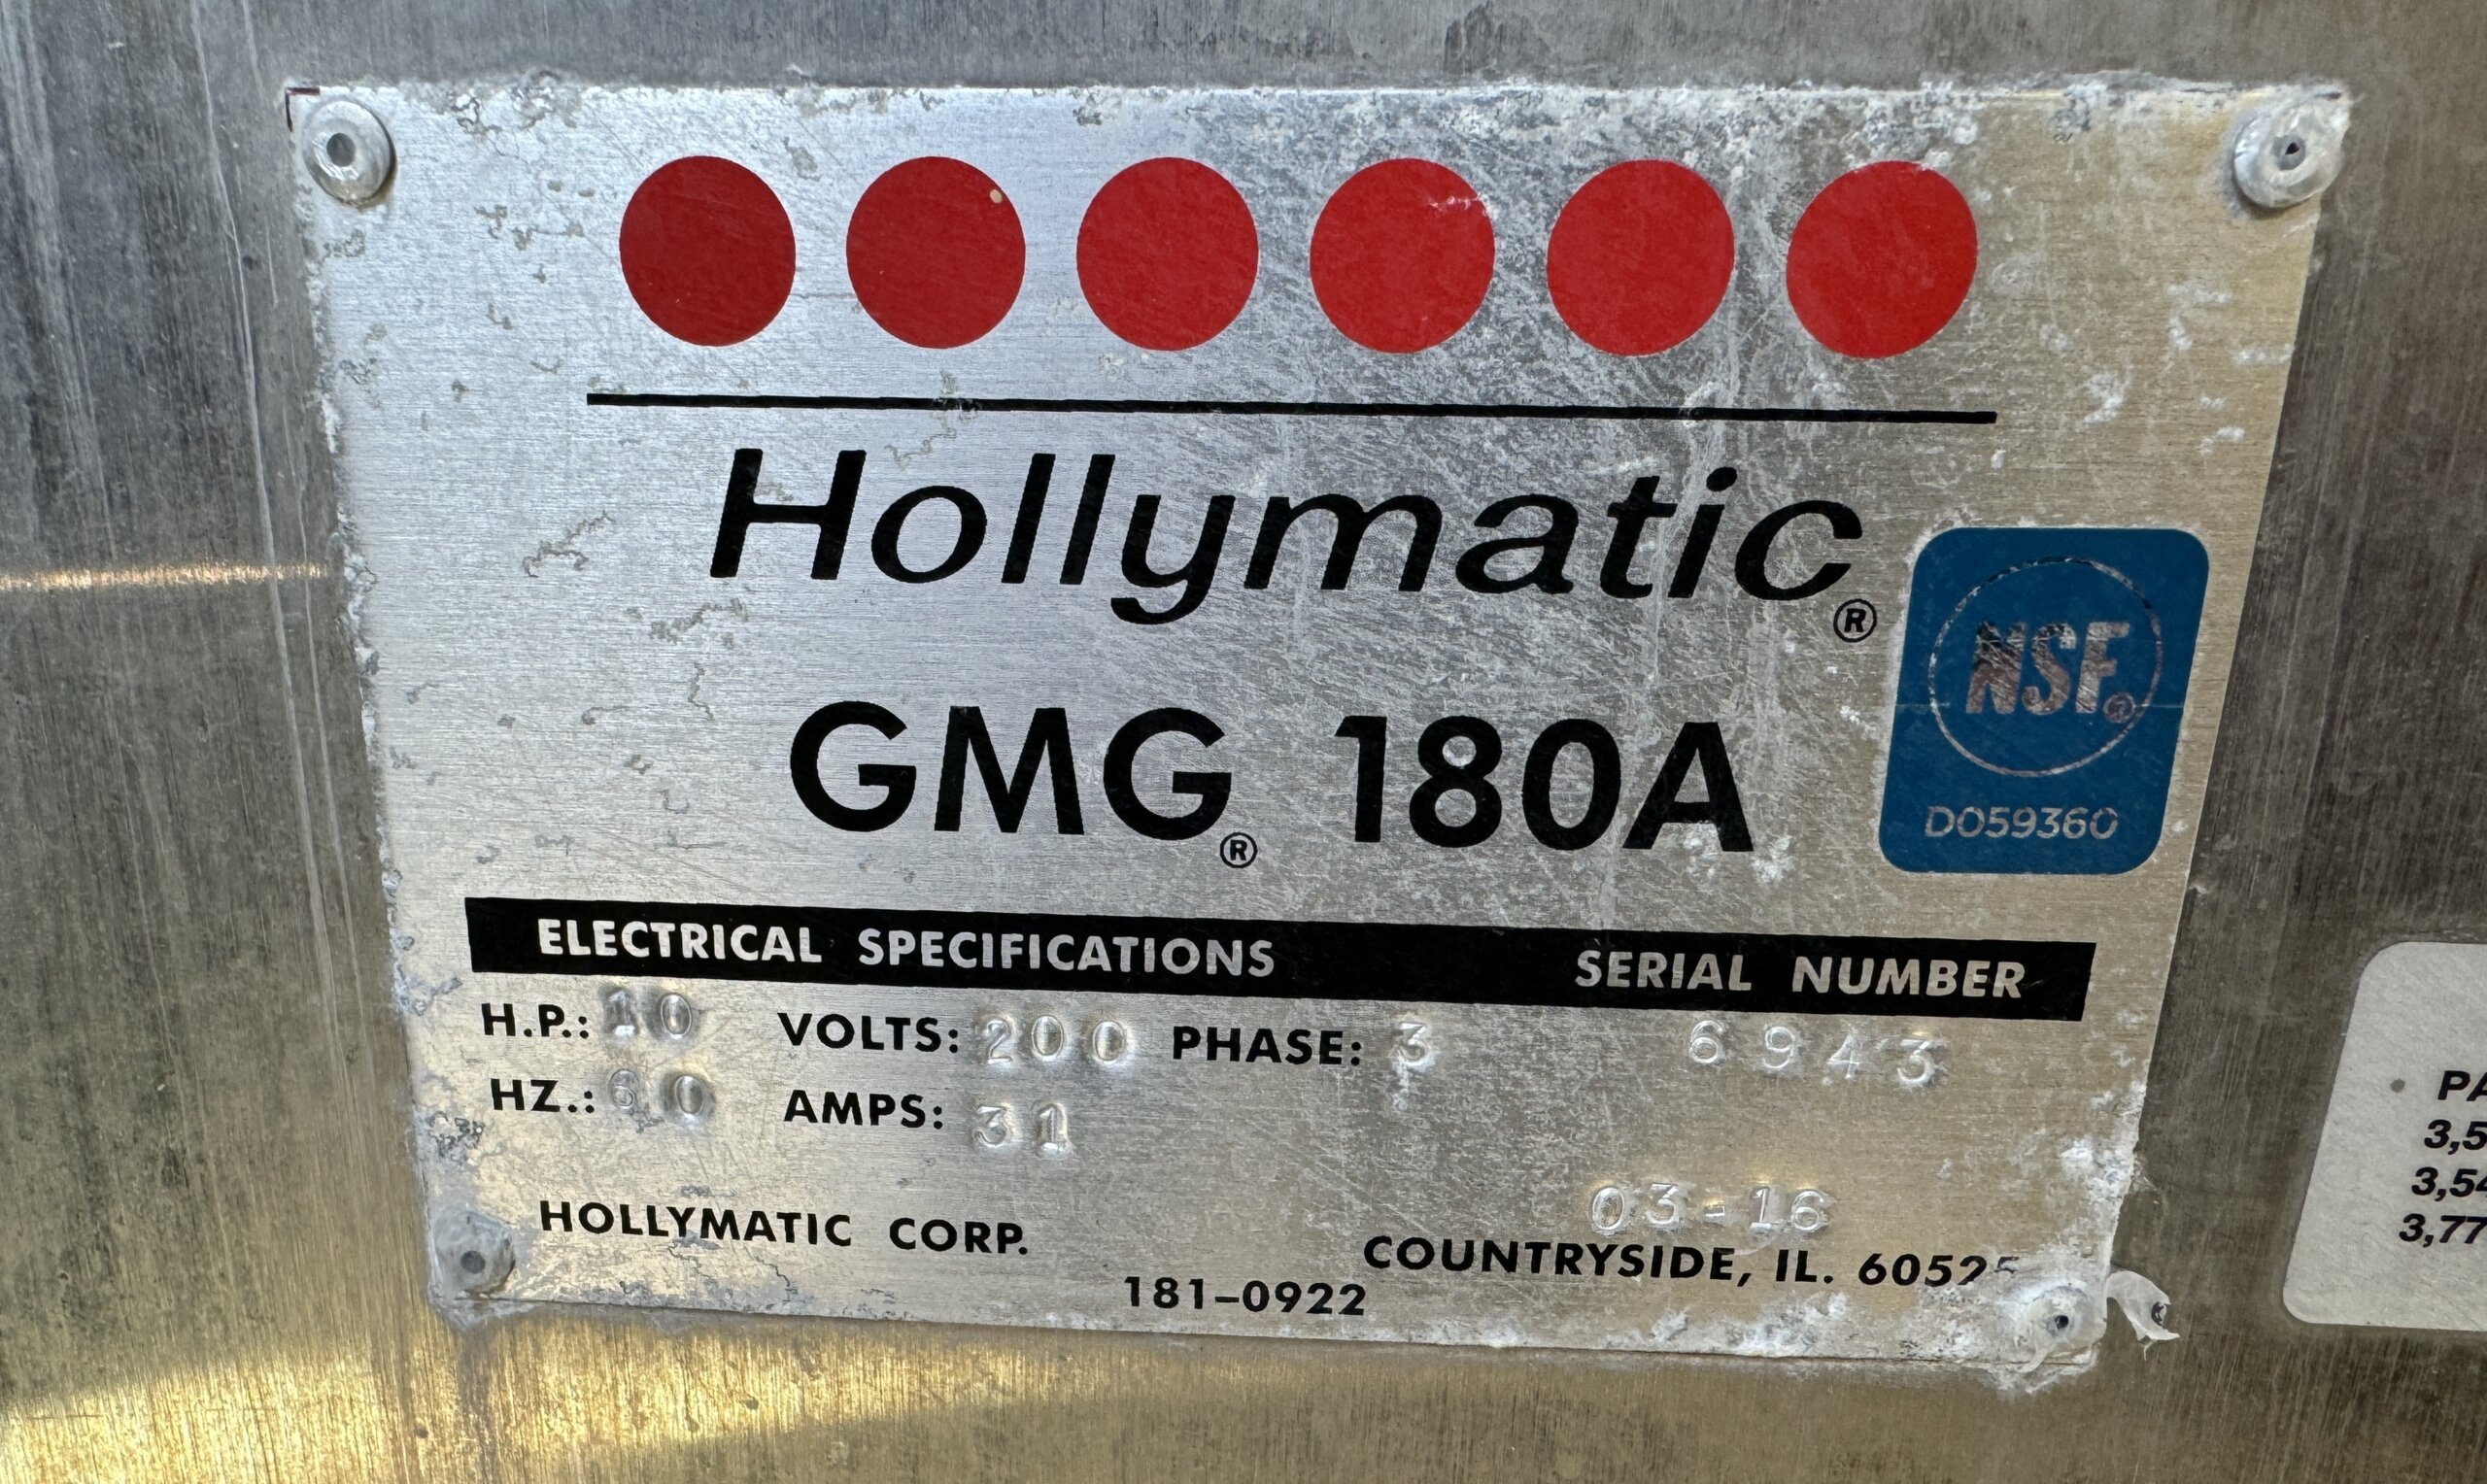 Hollymatic®
GMG® 180A
NSF®
DO59360
ELECTRICAL SPECIFICATIONS SERIAL NUMBER
H.P.: 10 VOLTS: 200 PHASE: 3 6943
HZ.: 60 AMPS: 31
03-16
HOLLYMATIC CORP. COUNTRYSIDE, IL. 60525
181-0922